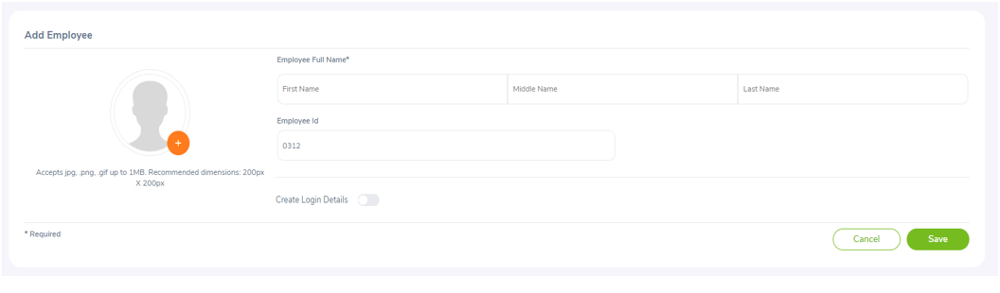 Add Employee
Employee Full Name*
First Name
Middle Name
Last Name
Employee Id
0312
+
Accepts jpg, .png, .gif up to 1MB. Recommended dimensions: 200px
X 200px
Create Login Details
* Required
Cancel
Save